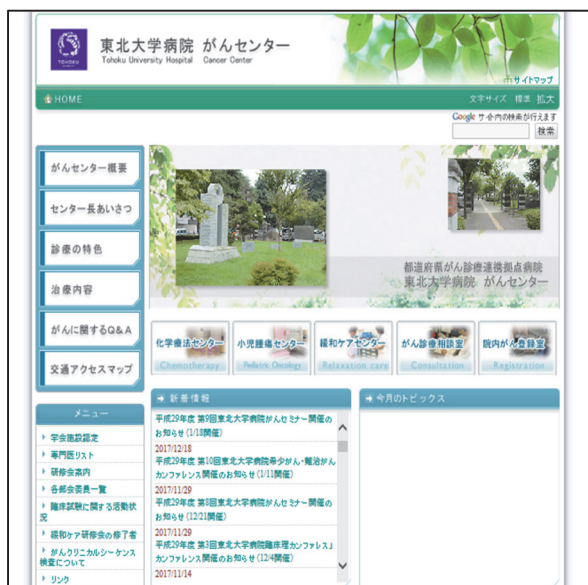 東北大学病院 がんセンター
Tohoku University Hospital Cancer Center
TOHOKU
サイトマップ
HOME
文字サイズ 標準 拡大
Google サイト内の検索が行えます
検索
がんセンター概要
センター長あいさつ
診療の特色
治療内容
がんに関するQ&A
交通アクセスマップ
都道府県がん診療連携拠点病院
東北大学病院 がんセンター
化学療法センター
Chemotherapy
小児腫瘍センター
Pediatric Oncology
緩和ケアセンター
Relaxation care
がん診療相談室
Consultation
院内がん登録室
Registration
メニュー
学会施設認定
専門医リスト
研修会案内
各部会委員一覧
臨床試験に関する活動状
況
緩和ケア研修会の修了者
がんクリニカルシーケンス
検査について
リンク
新着情報
平成29年度 第9回東北大学病院がんセミナー開催の
お知らせ(1/18開催)
2017/12/18
平成29年度 第10回東北大学病院希少がん・難治がん
カンファレンス開催のお知らせ(1/11開催)
2017/11/29
平成29年度 第8回東北大学病院がんセミナー開催の
お知らせ(12/21開催)
2017/11/29
平成29年度 第3回東北大学病院臨床病理カンファレンス」
カンファレンス開催のお知らせ(12/4開催)
2017/11/14
今月のトピックス